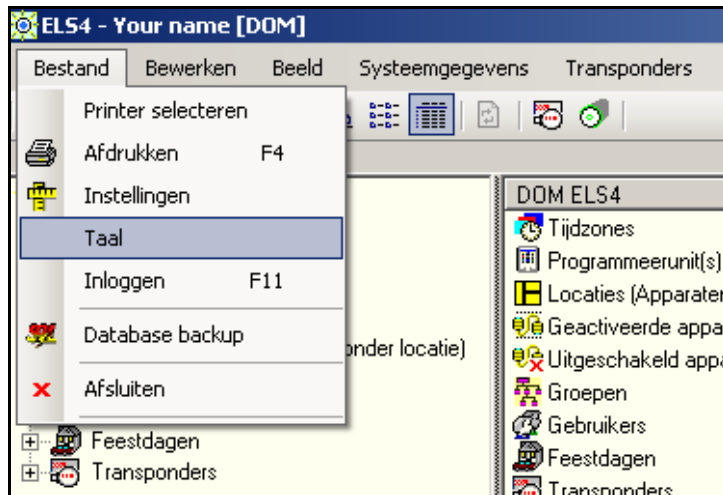 ELS4 - Your name [DOM]
Bestand Bewerken Beeld Systeemgegevens Transponders
Printer selecteren
Afdrukken F4
Instellingen
Taal
Inloggen F11
Database backup
Afsluiten
onder locatie)
Feestdagen
Transponders
DOM ELS4
Tijdzones
Programmeerunit(s)
Locaties (Apparaten
Geactiveerde appa
Uitgeschakeld appa
Groepen
Gebruikers
Feestdagen
Transponders